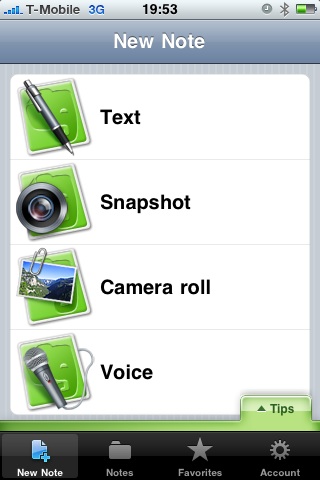 T-Mobile 3G 19:53
New Note
Text
Snapshot
Camera roll
Voice
Tips
New Note Notes Favorites Account